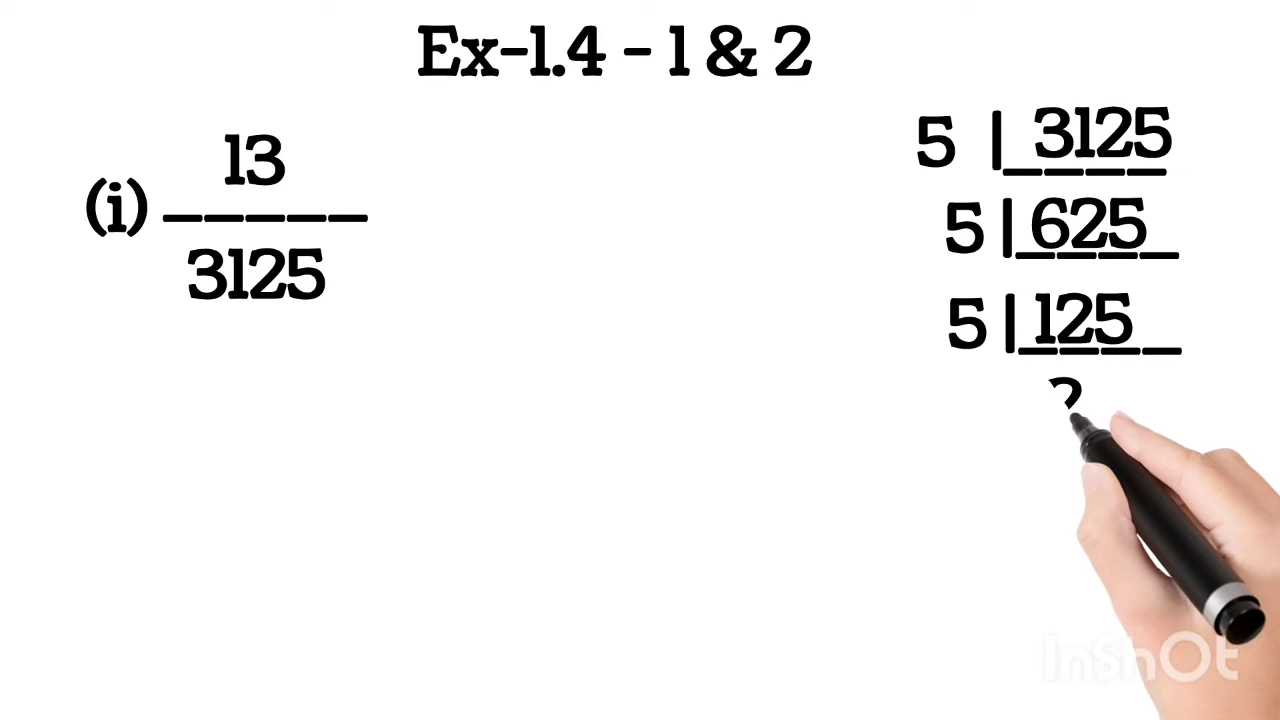 Ex-1.4 - 1 & 2
(i) 13
-----
3125
5 | 3125
5 | 625
5 | 125
InShOt